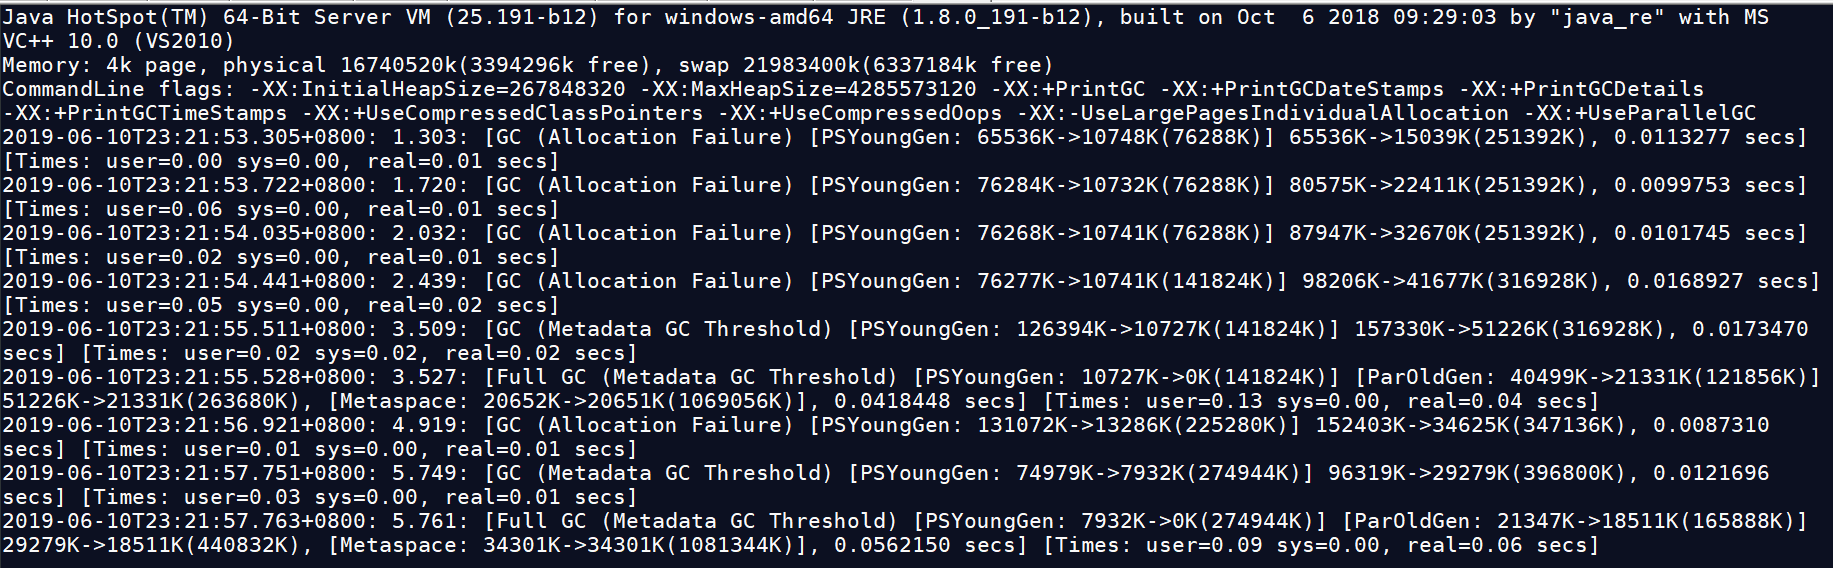 Java HotSpot(TM) 64-Bit Server VM (25.191-b12) for windows-amd64 JRE (1.8.0_191-b12), built on Oct  6 2018 09:29:03 by "java_re" with MS
VC++ 10.0 (VS2010)
Memory: 4k page, physical 16740520k(3394296k free), swap 21983400k(6337184k free)
CommandLine flags: -XX:InitialHeapSize=267848320 -XX:MaxHeapSize=4285573120 -XX:+PrintGC -XX:+PrintGCDateStamps -XX:+PrintGCDetails
-XX:+PrintGCTimeStamps -XX:+UseCompressedClassPointers -XX:+UseCompressedOops -XX:-UseLargePagesIndividualAllocation -XX:+UseParallelGC
2019-06-10T23:21:53.305+0800: 1.303: [GC (Allocation Failure) [PSYoungGen: 65536K->10748K(76288K)] 65536K->15039K(251392K), 0.0113277 secs]
[Times: user=0.00 sys=0.00, real=0.01 secs]
2019-06-10T23:21:53.722+0800: 1.720: [GC (Allocation Failure) [PSYoungGen: 76284K->10732K(76288K)] 80575K->22411K(251392K), 0.0099753 secs]
[Times: user=0.06 sys=0.00, real=0.01 secs]
2019-06-10T23:21:54.035+0800: 2.032: [GC (Allocation Failure) [PSYoungGen: 76268K->10741K(76288K)] 87947K->32670K(251392K), 0.0101745 secs]
[Times: user=0.02 sys=0.00, real=0.01 secs]
2019-06-10T23:21:54.441+0800: 2.439: [GC (Allocation Failure) [PSYoungGen: 76277K->10741K(141824K)] 98206K->41677K(316928K), 0.0168927 secs]
[Times: user=0.05 sys=0.00, real=0.02 secs]
2019-06-10T23:21:55.511+0800: 3.509: [GC (Metadata GC Threshold) [PSYoungGen: 126394K->10727K(141824K)] 157330K->51226K(316928K), 0.0173470
secs] [Times: user=0.02 sys=0.02, real=0.02 secs]
2019-06-10T23:21:55.528+0800: 3.527: [Full GC (Metadata GC Threshold) [PSYoungGen: 10727K->0K(141824K)] [ParOldGen: 40499K->21331K(121856K)]
51226K->21331K(263680K), [Metaspace: 20652K->20651K(1069056K)], 0.0418448 secs] [Times: user=0.13 sys=0.00, real=0.04 secs]
2019-06-10T23:21:56.921+0800: 4.919: [GC (Allocation Failure) [PSYoungGen: 131072K->13286K(225280K)] 152403K->34625K(347136K), 0.0087310
secs] [Times: user=0.01 sys=0.00, real=0.01 secs]
2019-06-10T23:21:57.751+0800: 5.749: [GC (Metadata GC Threshold) [PSYoungGen: 74979K->7932K(274944K)] 96319K->29279K(396800K), 0.0121696
secs] [Times: user=0.03 sys=0.00, real=0.01 secs]
2019-06-10T23:21:57.763+0800: 5.761: [Full GC (Metadata GC Threshold) [PSYoungGen: 7932K->0K(274944K)] [ParOldGen: 21347K->18511K(165888K)]
29279K->18511K(440832K), [Metaspace: 34301K->34301K(1081344K)], 0.0562150 secs] [Times: user=0.09 sys=0.00, real=0.06 secs]